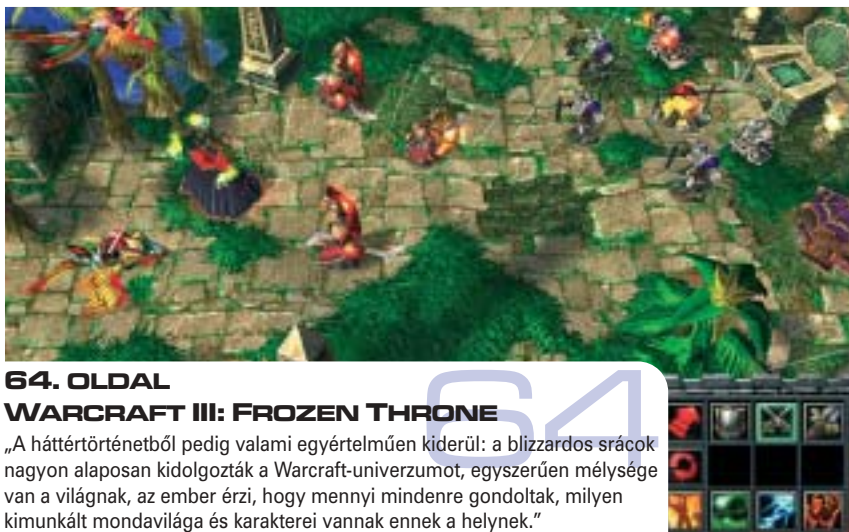 64. OLDAL
WARCRAFT III: FROZEN THRONE
64
„A háttértörténetből pedig valami egyértelműen kiderül: a blizzardos srácok
nagyon alaposan kidolgozták a Warcraft-univerzumot, egyszerűen mélysége
van a világnak, az ember érzi, hogy mennyi mindenre gondoltak, milyen
kimunkált mondavilága és karakterei vannak ennek a helynek.”